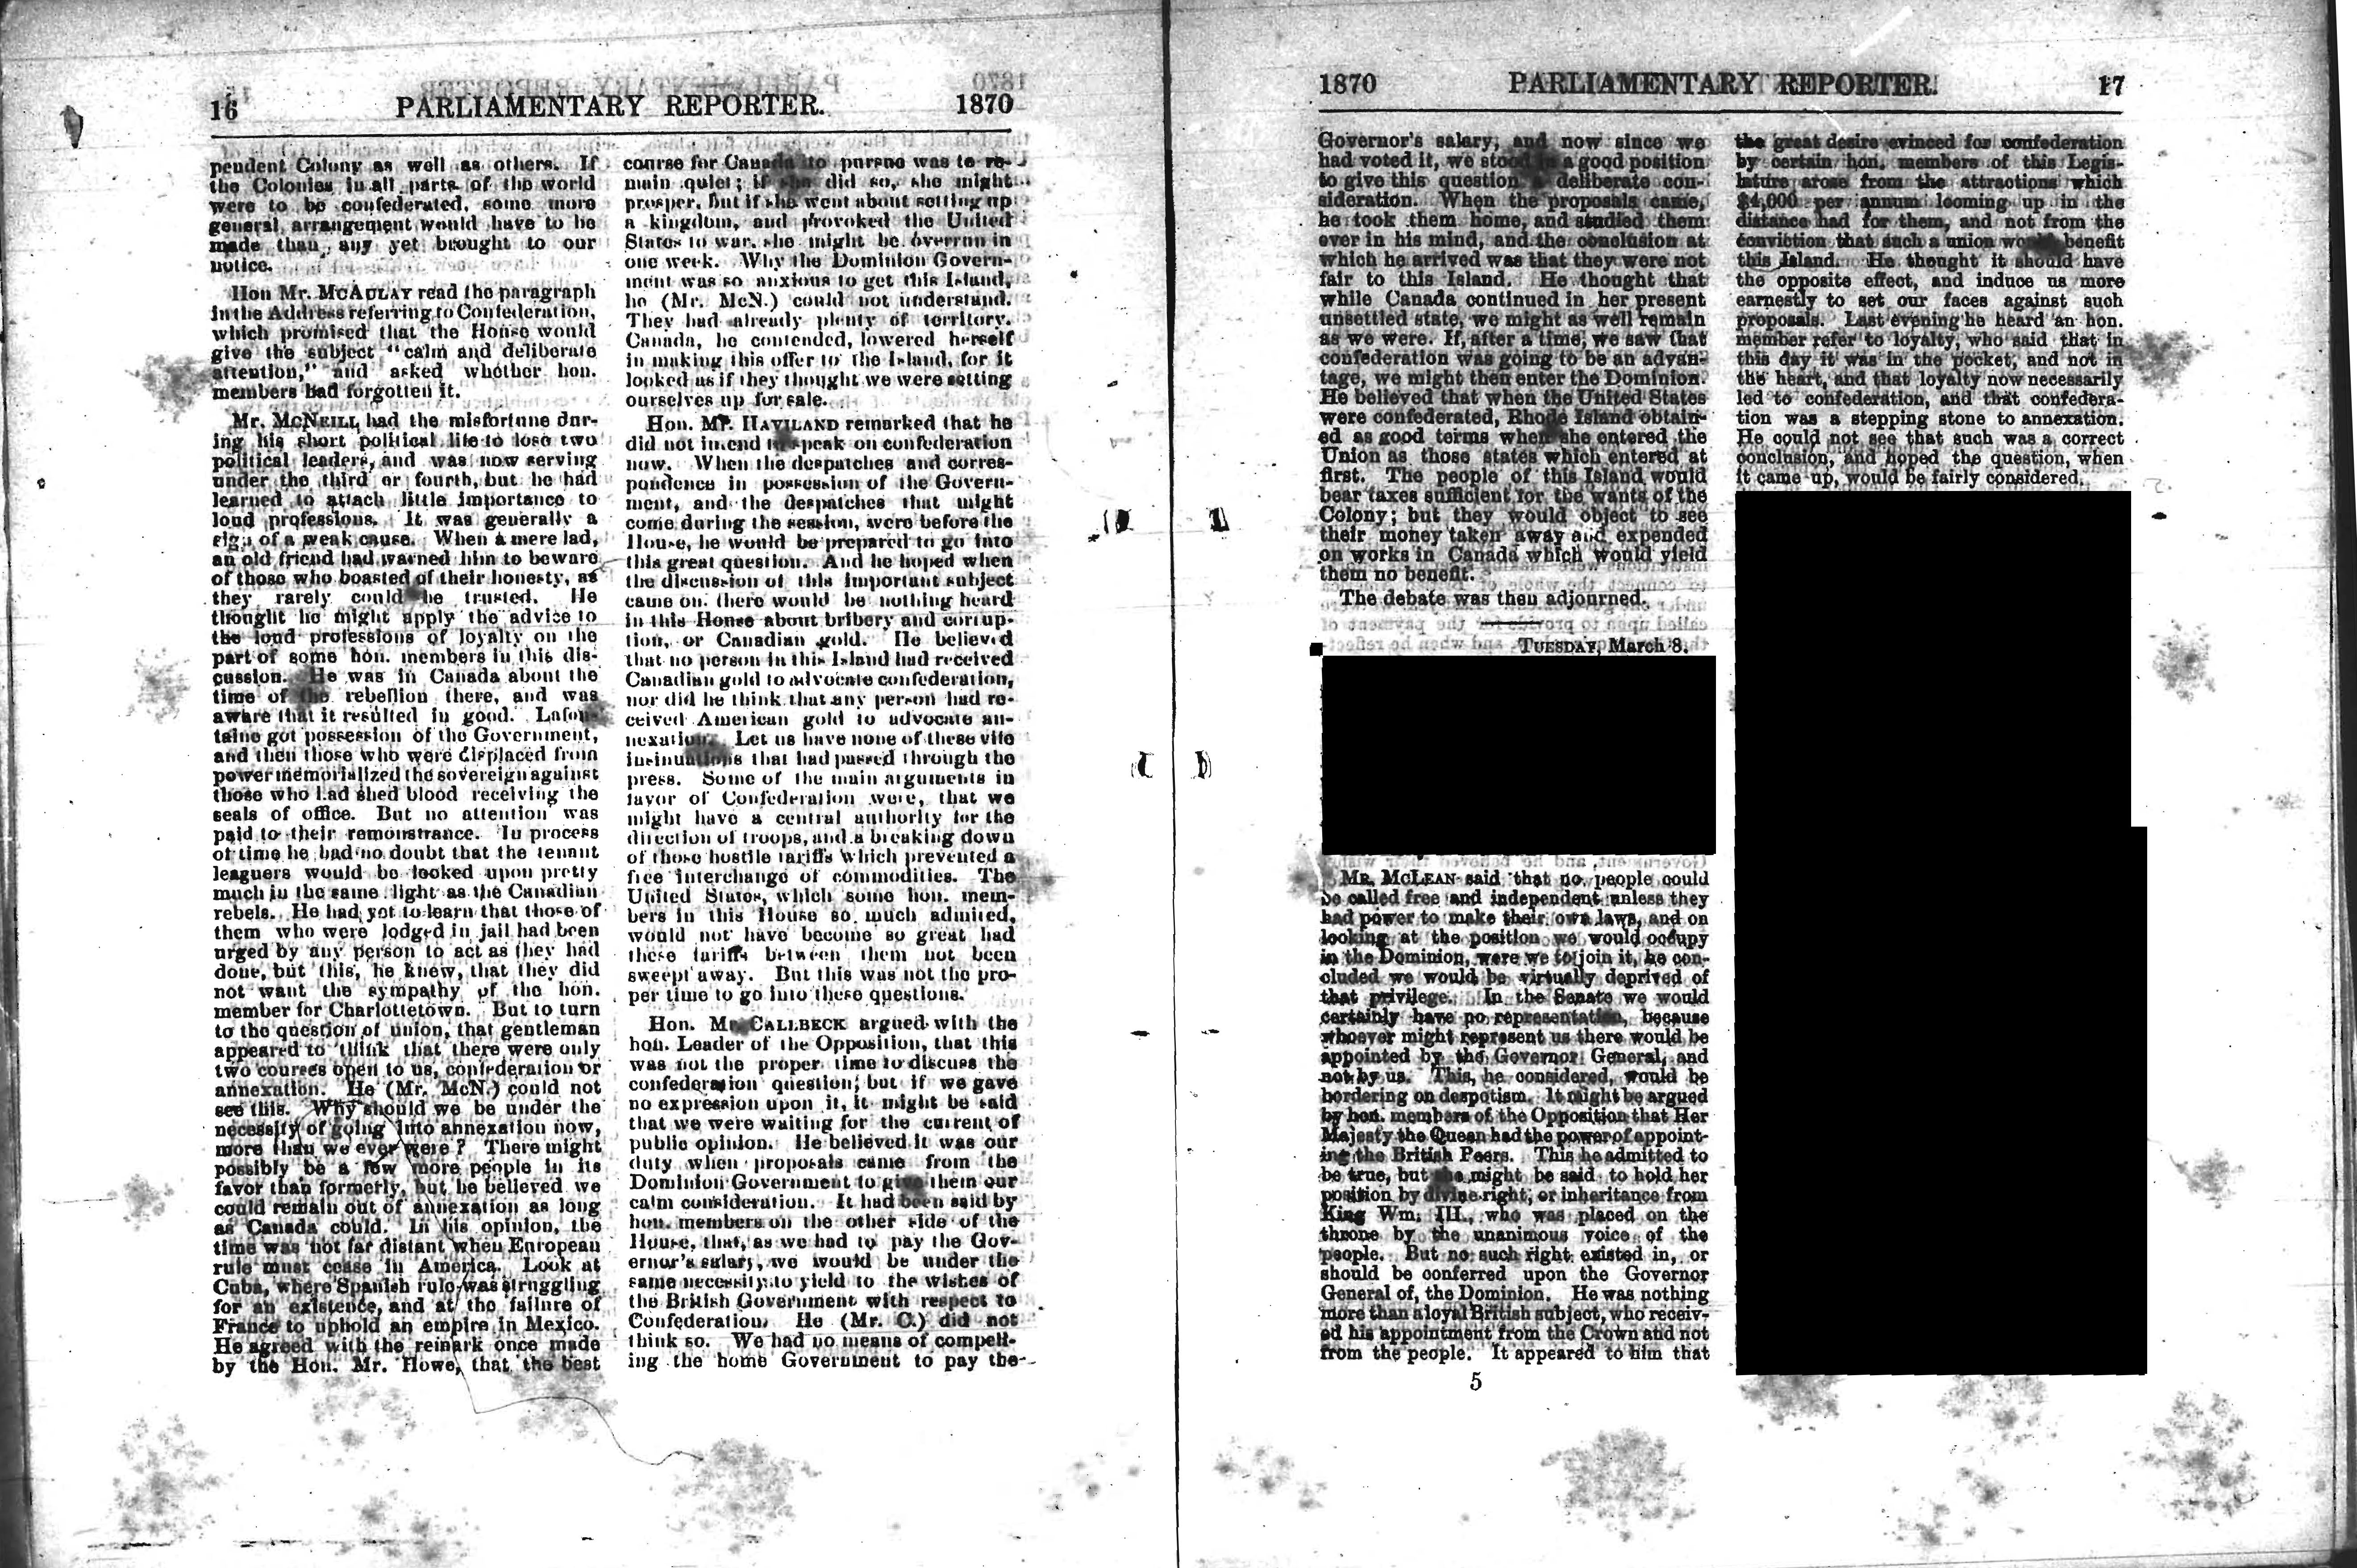 16 PARLIAMENTARY REPORTER. 1870
pendent Colony as well as others. If
the Colonies in all parts of the world
were to be confederated, some more
general arrangement would have to be
made than any yet brought to our
notice.
Hon Mr. MCAULAY read the paragraph
in the Address referring to Confederation,
which promised that the House would
give the subject "calm and deliberate
attention," and asked whether hon.
members had forgotten it.
Mr. MCNEILL had the misfortune dur-
ing his short political life to lose two
political leaders, and was now serving
under the third or fourth, but he had
learned to attach little importance to
loud professions. It was generally a
sign of a weak cause. When a mere lad,
an old friend had warned him to beware
of those who boasted of their honesty, as
they rarely could be trusted. He
thought he might apply the advice to
the loud professions of loyalty on the
part of some hon. members in this dis-
cussion. He was in Canada about the
time of the rebellion there, and was
aware that it resulted in good. Lafon-
taine got possession of the Government,
and then those who were displaced from
power memorialized the sovereign against
those who had shed blood receiving the
seals of office. But no attention was
paid to their remonstrance. In process
of time he had no doubt that the tenant
leaguers would be looked upon pretty
much in the same light as the Canadian
rebels. He had yet to learn that those of
them who were lodged in jail had been
urged by any person to act as they had
done, but this, he knew, that they did
not want the sympathy of the hon.
member for Charlottetown. But to turn
to the question of union, that gentleman
appeared to think that there were only
two courses open to us, confederation or
annexation. He (Mr. McN.) could not
see this. Why should we be under the
necessity of going into annexation now,
more than we ever were? There might
possibly be a few more people in its
favor than formerly, but he believed we
could remain out of annexation as long
as Canada could. In his opinion, the
time was not far distant when European
rule must cease in America. Look at
Cuba, where Spanish rule was struggling
for an existence, and at the failure of
France to uphold an empire in Mexico.
He agreed with the remark once made
by the Hon. Mr. Howe, that the best
course for Canada to pursue was to re-
main quiet; if she did so, she might
prosper, but if she went about setting up
a kingdom, and provoked the United
States to war, she might be overrun in
one week. Why the Dominion Govern-
ment was so anxious to get this Island,
he (Mr. McN.) could not understand.
They had already plenty of territory.
Canada, he contended, lowered herself
in making this offer to the Island, for it
looked as if they thought we were setting
ourselves up for sale.
Hon. Mr. HAVILAND remarked that he
did not intend to speak on confederation
now. When the despatches and corres-
pondence in possession of the Govern-
ment, and the despatches that might
come during the session, were before the
House, he would be prepared to go into
this great question. And he hoped when
the discussion of this important subject
came on, there would be nothing heard
in this House about bribery and corrup-
tion, or Canadian gold. He believed
that no person in this Island had received
Canadian gold to advocate confederation,
nor did he think that any person had re-
ceived American gold to advocate an-
nexation. Let us have none of these vile
insinuations that had passed through the
press. Some of the main arguments in
favor of Confederation were, that we
might have a central authority for the
direction of troops, and a breaking down
of those hostile tariffs which prevented a
free interchange of commodities. The
United States, which some hon. mem-
bers in this House so much admired,
would not have become so great had
these tariffs between them not been
sweept away. But this was not the pro-
per time to go into these questions.
Hon. Mr. CALLBECK argued with the
hon. Leader of the Opposition, that this
was not the proper time to discuss the
confederation question; but if we gave
no expression upon it, it might be said
that we were waiting for the current of
public opinion. He believed it was our
duty when proposals came from the
Dominion Government to give them our
calm consideration. It had been said by
hon. members on the other side of the
House, that, as we had to pay the Gov-
ernor's salary, we would be under the
same necessity to yield to the wishes of
the British Government with respect to
Confederation. He (Mr. C.) did not
think so. We had no means of compell-
ing the home Government to pay the
1870 PARLIAMENTARY REPORTER. 17
Governor's salary, and now since we
had voted it, we stood in a good position
to give this question a deliberate con-
sideration. When the proposals came,
he took them home, and studied them
over in his mind, and the conclusion at
which he arrived was that they were not
fair to this Island. He thought that
while Canada continued in her present
unsettled state, we might as well remain
as we were. If, after a time, we saw that
confederation was going to be an advan-
tage, we might then enter the Dominion.
He believed that when the United States
were confederated, Rhode Island obtain-
ed as good terms when she entered the
Union as those states which entered at
first. The people of this Island would
bear taxes sufficient for the wants of the
Colony; but they would object to see
their money taken away and expended
on works in Canada which would yield
them no benefit.
The debate was then adjourned.
TUESDAY, March 8.
MR. MCLEAN said that no people could
be called free and independent unless they
had power to make their own laws, and on
looking at the position we would occupy
in the Dominion, were we to join it, he con-
cluded we would be virtually deprived of
that privilege. In the Senate we would
certainly have no representation, because
whoever might represent us there would be
appointed by the Governor General, and
not by us. This, he considered, would be
bordering on despotism. It might be argued
by hon. members of the Opposition that Her
Majesty the Queen had the power of appoint-
ing the British Peers. This he admitted to
be true, but she might be said to hold her
position by divine right, or inheritance from
King Wm. III., who was placed on the
throne by the unanimous voice of the
people. But no such right existed in, or
should be conferred upon the Governor
General of, the Dominion. He was nothing
more than a loyal British subject, who receiv-
ed his appointment from the Crown and not
from the people. It appeared to him that
5
the great desire evinced for confederation
by certain hon. members of this Legis-
lature arose from the attractions which
$4,000 per annum looming up in the
distance had for them, and not from the
conviction that such a union would benefit
this Island. He thought it should have
the opposite effect, and induce us more
earnestly to set our faces against such
proposals. Last evening he heard an hon.
member refer to loyalty, who said that in
this day it was in the pocket, and not in
the heart, and that loyalty now necessarily
led to confederation, and that confedera-
tion was a stepping stone to annexation.
He could not see that such was a correct
conclusion, and hoped the question, when
it came up, would be fairly considered.